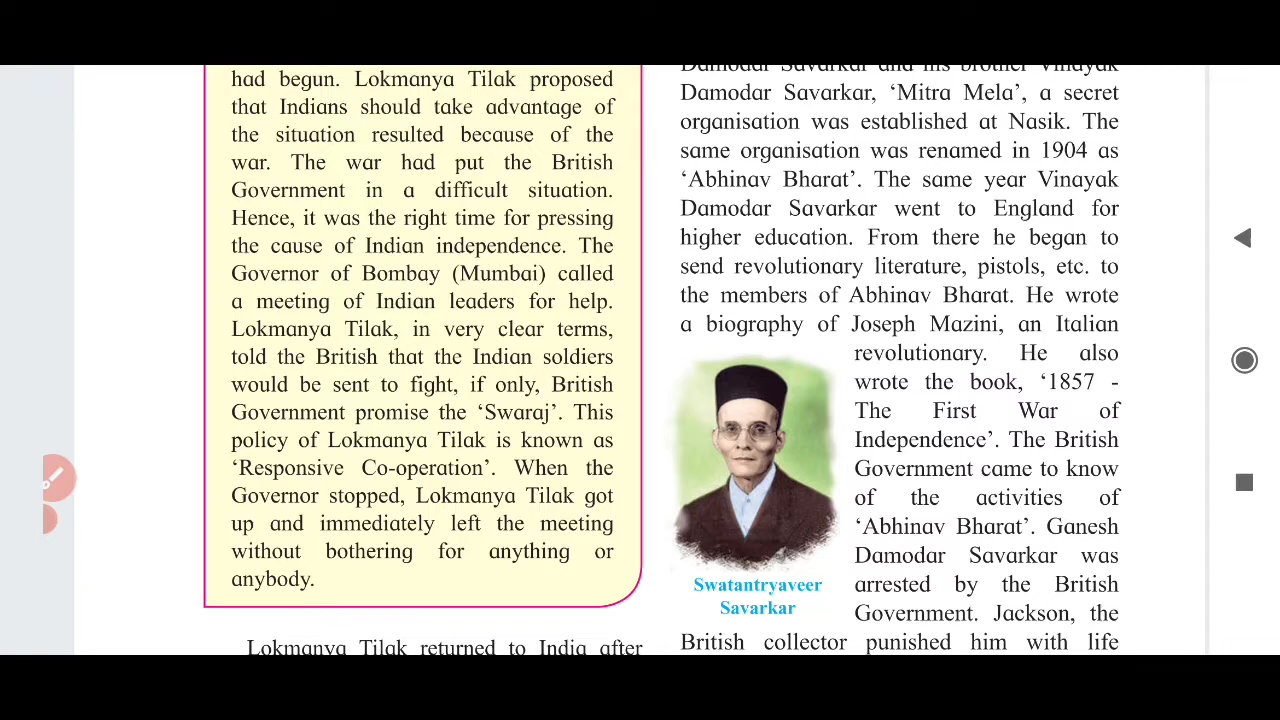 had begun. Lokmanya Tilak proposed
that Indians should take advantage of
the situation resulted because of the
war. The war had put the British
Government in a difficult situation.
Hence, it was the right time for pressing
the cause of Indian independence. The
Governor of Bombay (Mumbai) called
a meeting of Indian leaders for help.
Lokmanya Tilak, in very clear terms,
told the British that the Indian soldiers
would be sent to fight, if only, British
Government promise the ‘Swaraj’. This
policy of Lokmanya Tilak is known as
‘Responsive Co-operation’. When the
Governor stopped, Lokmanya Tilak got
up and immediately left the meeting
without bothering for anything or
anybody.
Lokmanya Tilak returned to India after
Damodar Savarkar and his brother Vinayak
Damodar Savarkar, ‘Mitra Mela’, a secret
organisation was established at Nasik. The
same organisation was renamed in 1904 as
‘Abhinav Bharat’. The same year Vinayak
Damodar Savarkar went to England for
higher education. From there he began to
send revolutionary literature, pistols, etc. to
the members of Abhinav Bharat. He wrote
a biography of Joseph Mazini, an Italian
revolutionary. He also
wrote the book, ‘1857 -
The First War of
Independence’. The British
Government came to know
of the activities of
‘Abhinav Bharat’. Ganesh
Damodar Savarkar was
arrested by the British
Government. Jackson, the
British collector punished him with life
Swatantryaveer
Savarkar